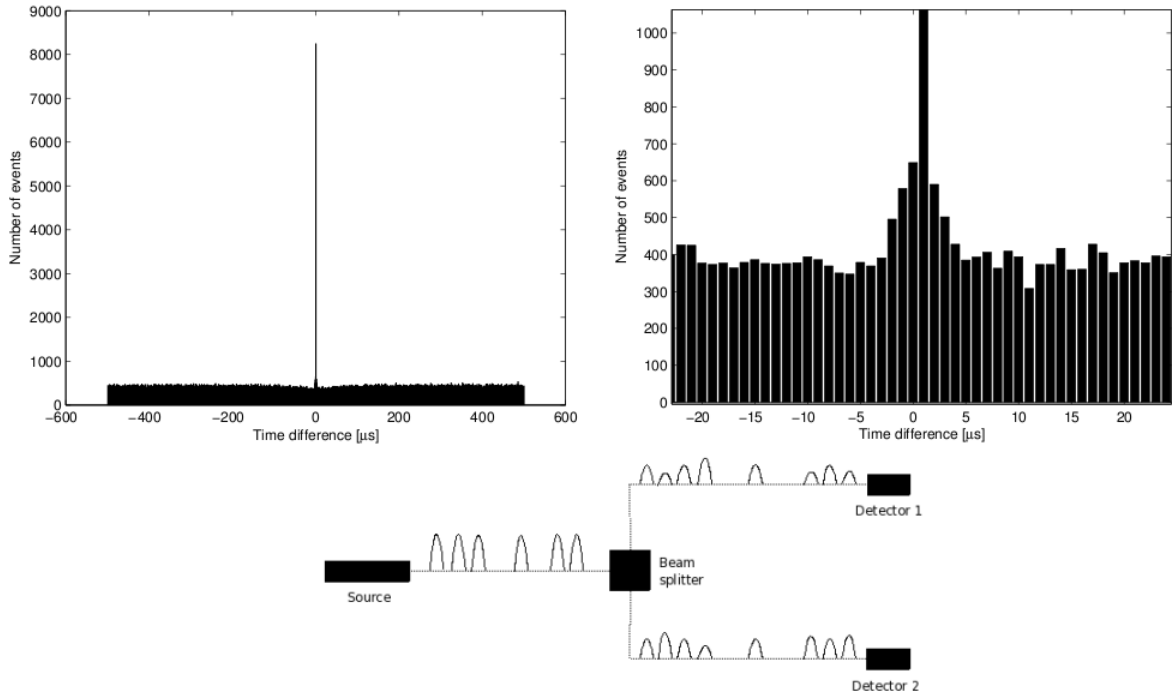 9000
8000
7000
6000
5000
4000
3000
2000
1000
0
Number of events
−600 −400 −200 0 200 400 600
Time difference [µs]
1000
900
800
700
600
500
400
300
200
100
0
Number of events
−20 −15 −10 −5 0 5 10 15 20
Time difference [µs]
Source
Beam
splitter
Detector 1
Detector 2